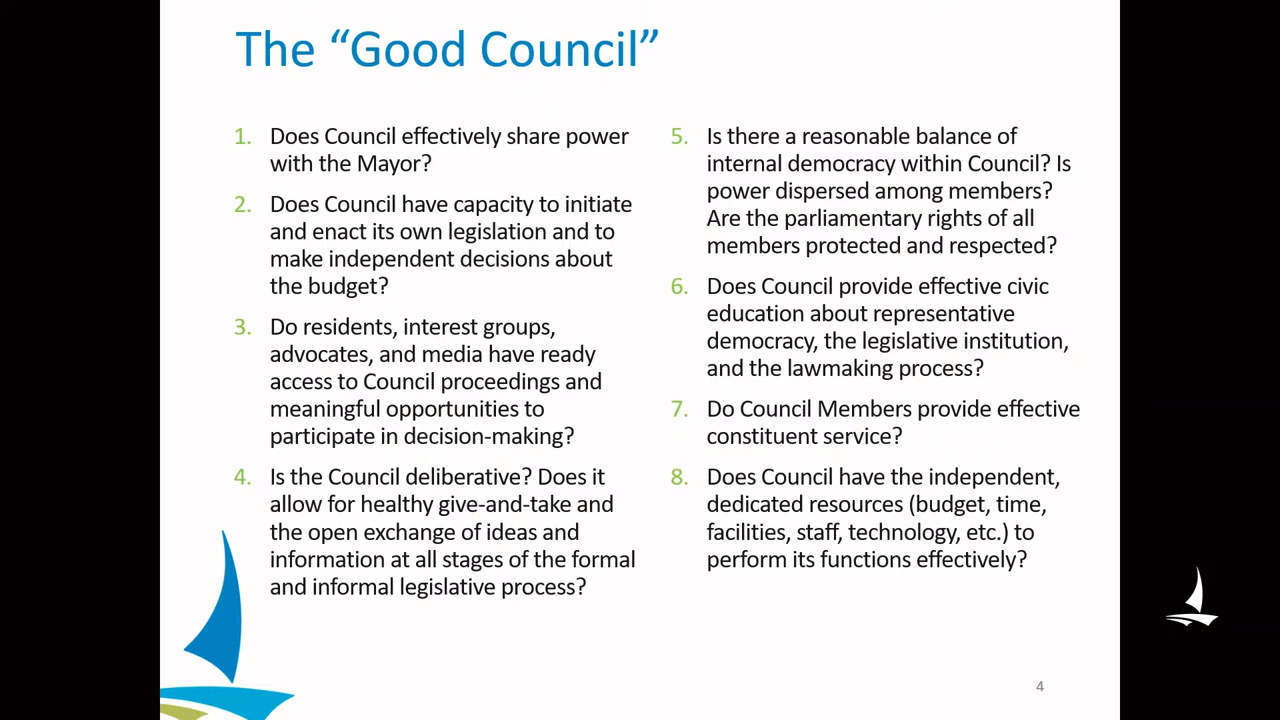 The “Good Council”
1. Does Council effectively share power
with the Mayor?
2. Does Council have capacity to initiate
and enact its own legislation and to
make independent decisions about
the budget?
3. Do residents, interest groups,
advocates, and media have ready
access to Council proceedings and
meaningful opportunities to
participate in decision-making?
4. Is the Council deliberative? Does it
allow for healthy give-and-take and
the open exchange of ideas and
information at all stages of the formal
and informal legislative process?
5. Is there a reasonable balance of
internal democracy within Council? Is
power dispersed among members?
Are the parliamentary rights of all
members protected and respected?
6. Does Council provide effective civic
education about representative
democracy, the legislative institution,
and the lawmaking process?
7. Do Council Members provide effective
constituent service?
8. Does Council have the independent,
dedicated resources (budget, time,
facilities, staff, technology, etc.) to
perform its functions effectively?
4